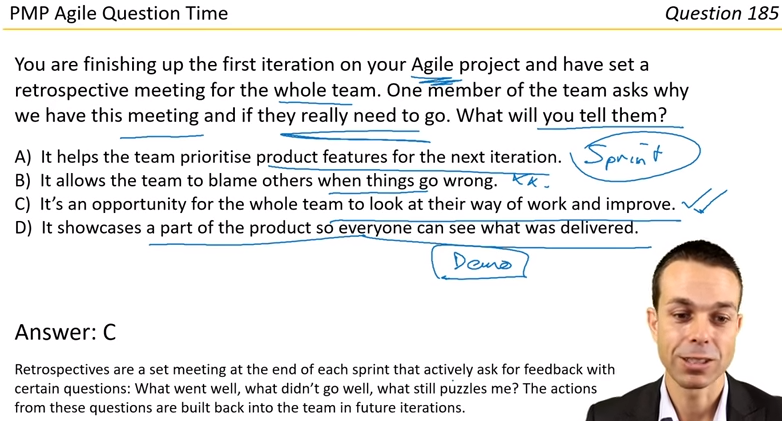 PMP Agile Question Time
Question 185
You are finishing up the first iteration on your Agile project and have set a
retrospective meeting for the whole team. One member of the team asks why
we have this meeting and if they really need to go. What will you tell them?
A) It helps the team prioritise product features for the next iteration.
Sprint
B) It allows the team to blame others when things go wrong.
C) It’s an opportunity for the whole team to look at their way of work and improve.
D) It showcases a part of the product so everyone can see what was delivered.
Demo
Answer: C
Retrospectives are a set meeting at the end of each sprint that actively ask for feedback with
certain questions: What went well, what didn’t go well, what still puzzles me? The actions
from these questions are built back into the team in future iterations.